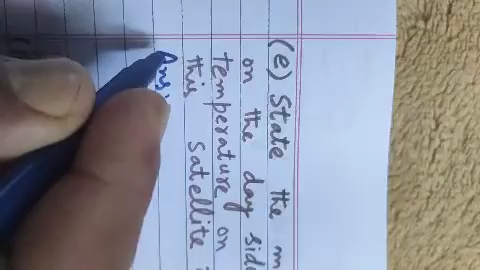 (e) State the m
on the day side
temperature on
this satellite
Ans: